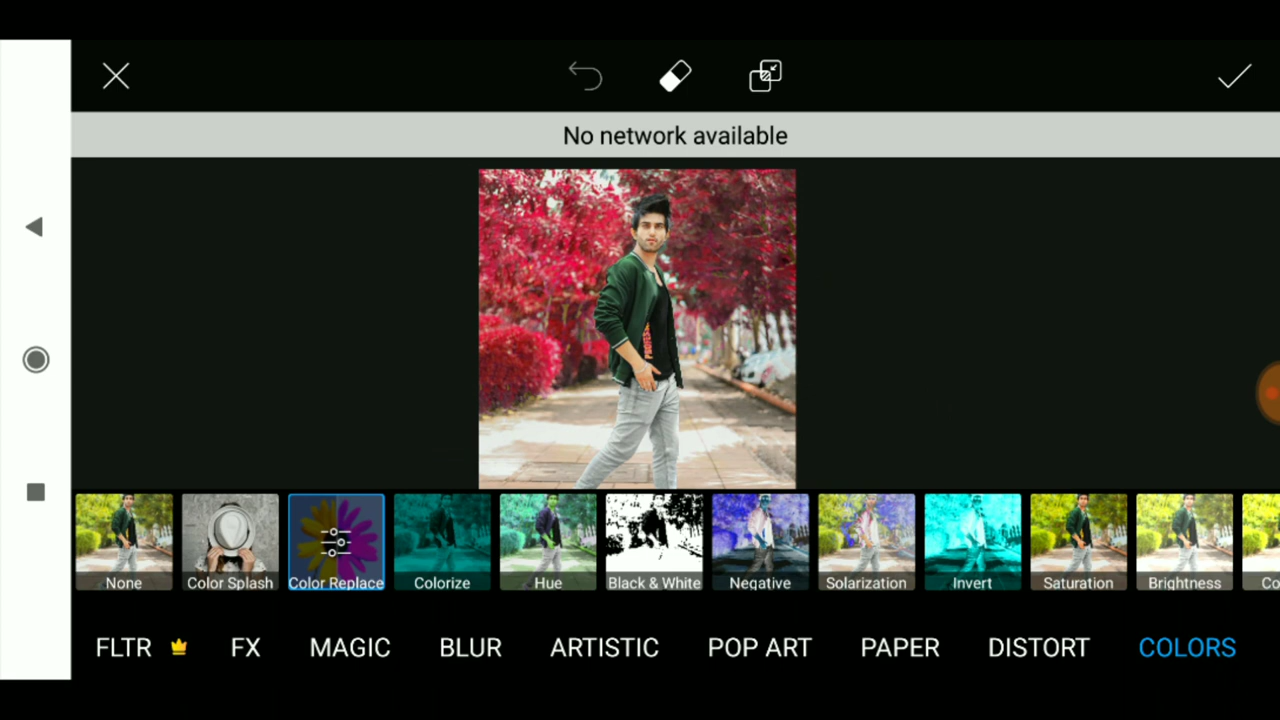 No network available
None
Color Splash
Color Replace
Colorize
Hue
Black & White
Negative
Solarization
Invert
Saturation
Brightness
Co
FLTR FX MAGIC BLUR ARTISTIC POP ART PAPER DISTORT COLORS